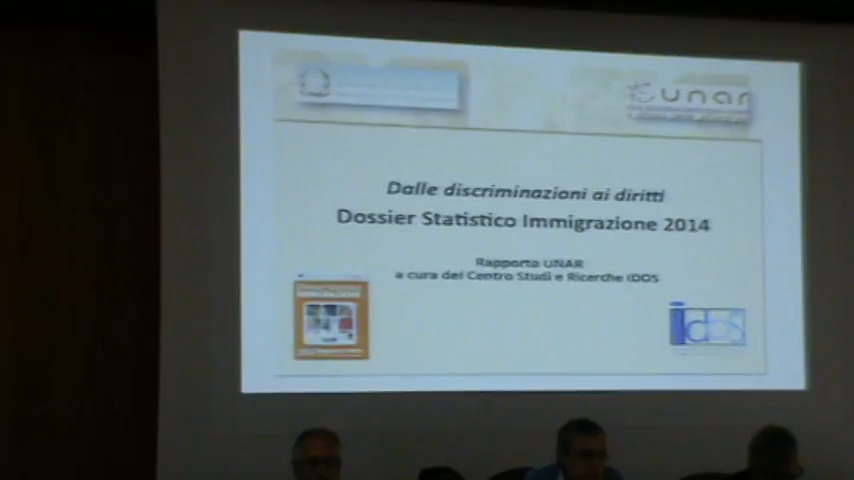 unar
Dalle discriminazioni ai diritti
Dossier Statistico Immigrazione 2014
Rapporto UNAR
a cura del Centro Studi e Ricerche IDOS
idos